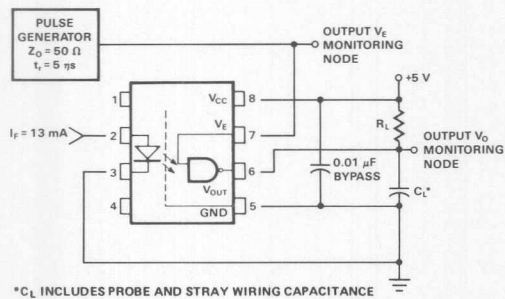 PULSE
GENERATOR
Z_O = 50 Ω
t_r = 5 ηs
OUTPUT V_E
MONITORING
NODE
+5 V
1
V_CC
8
R_L
I_F = 13 mA
2
V_E
7
OUTPUT V_O
MONITORING
NODE
3
6
0.01 μF
BYPASS
V_OUT
C_L*
4
GND
5
*C_L INCLUDES PROBE AND STRAY WIRING CAPACITANCE